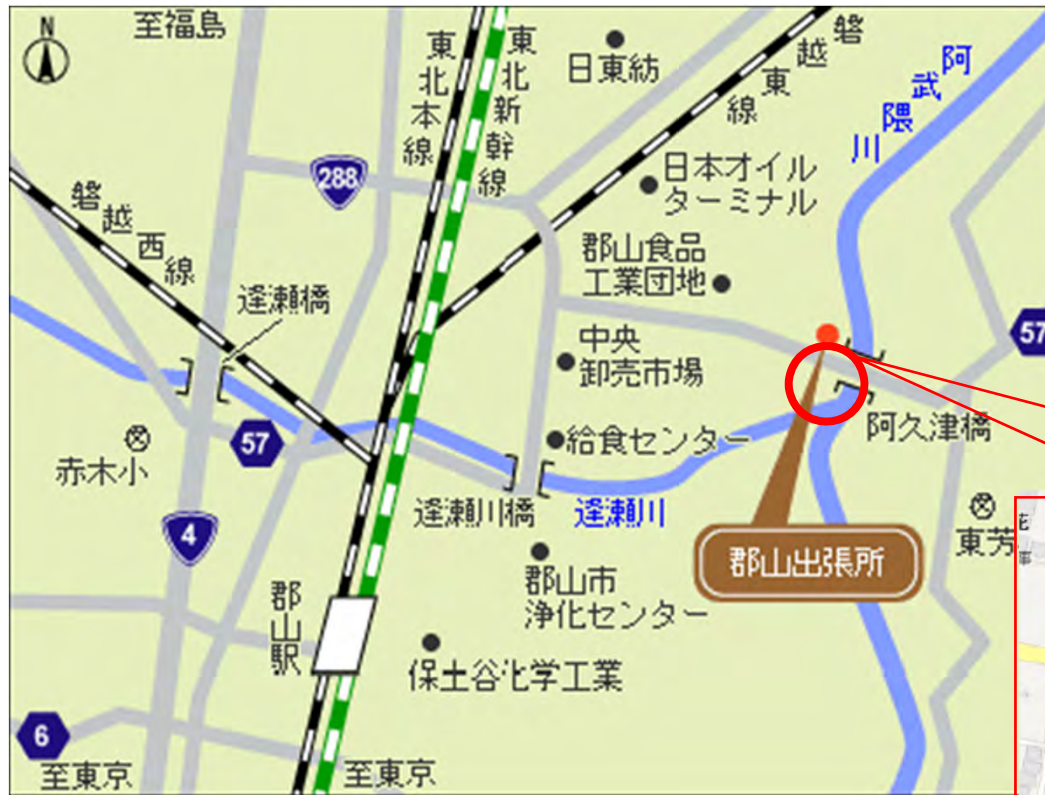 N
至福島
東北本線
東北新幹線
日東紡
磐越東線
阿武隈川
288
日本オイル
ターミナル
磐越西線
郡山食品
工業団地
逢瀬橋
57
中央
卸売市場
57
赤木小
給食センター
阿久津橋
4
逢瀬川橋
逢瀬川
東芳
郡山出張所
郡山市
浄化センター
郡山駅
保土谷化学工業
6
至東京
至東京